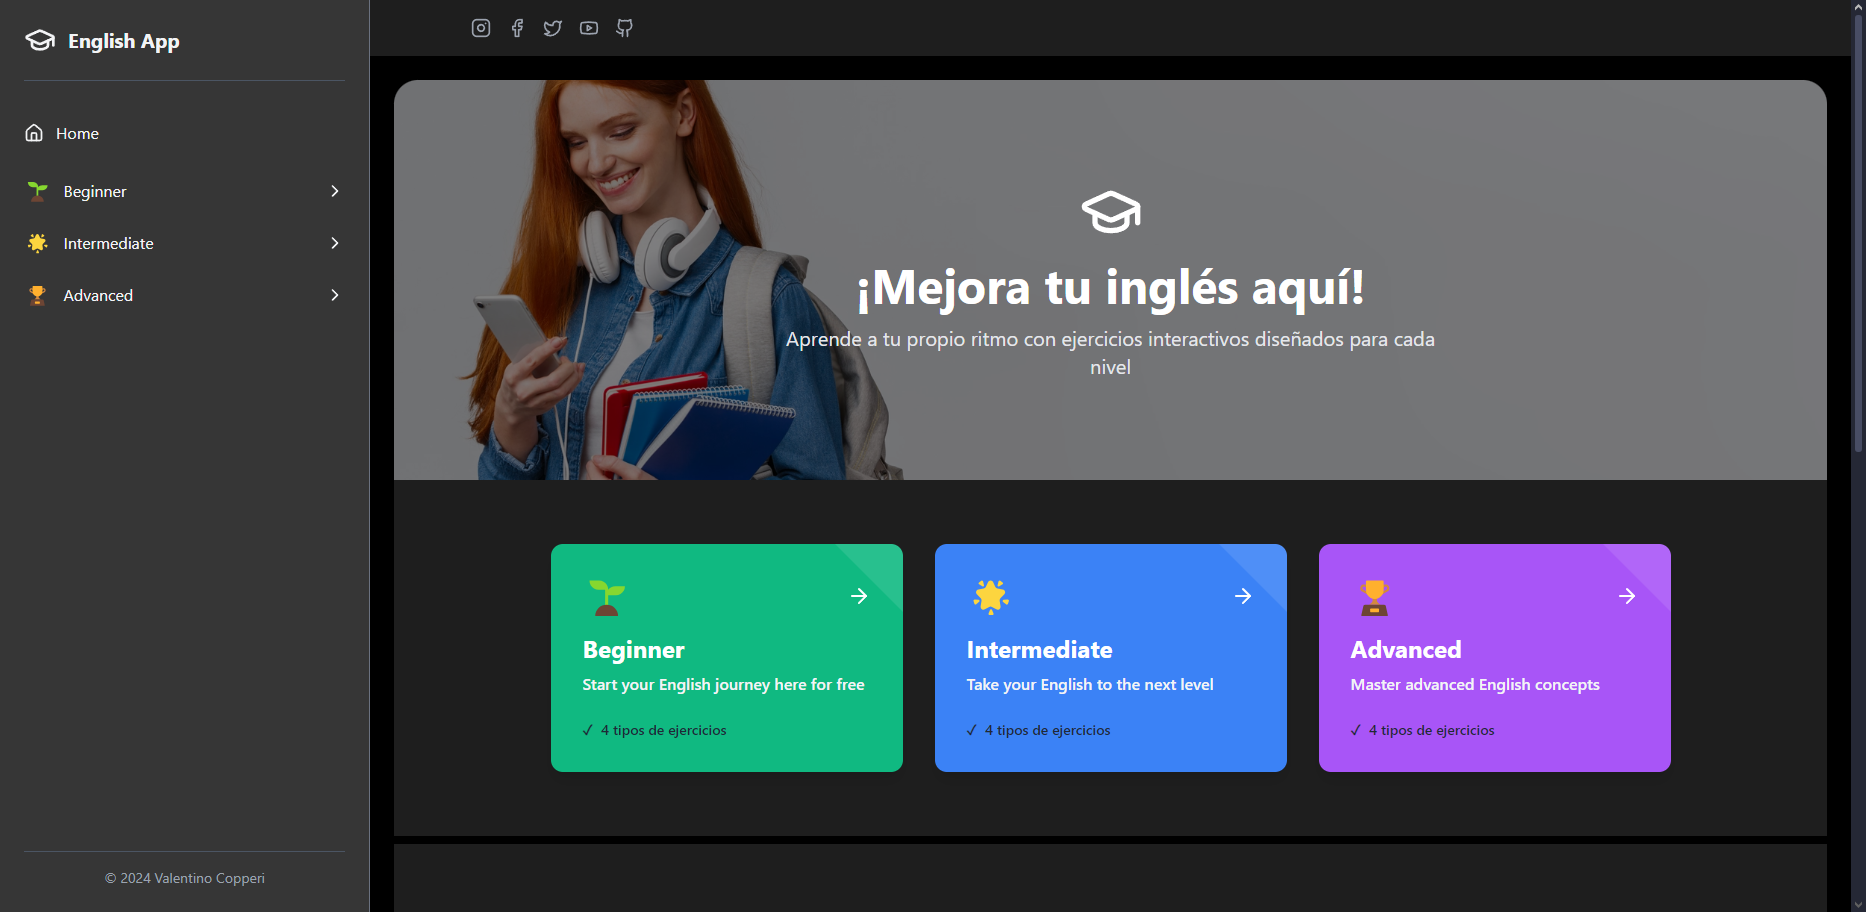 English App
Home
Beginner
Intermediate
Advanced
© 2024 Valentino Copperi
¡Mejora tu inglés aquí!
Aprende a tu propio ritmo con ejercicios interactivos diseñados para cada
nivel
Beginner
Start your English journey here for free
✓ 4 tipos de ejercicios
Intermediate
Take your English to the next level
✓ 4 tipos de ejercicios
Advanced
Master advanced English concepts
✓ 4 tipos de ejercicios